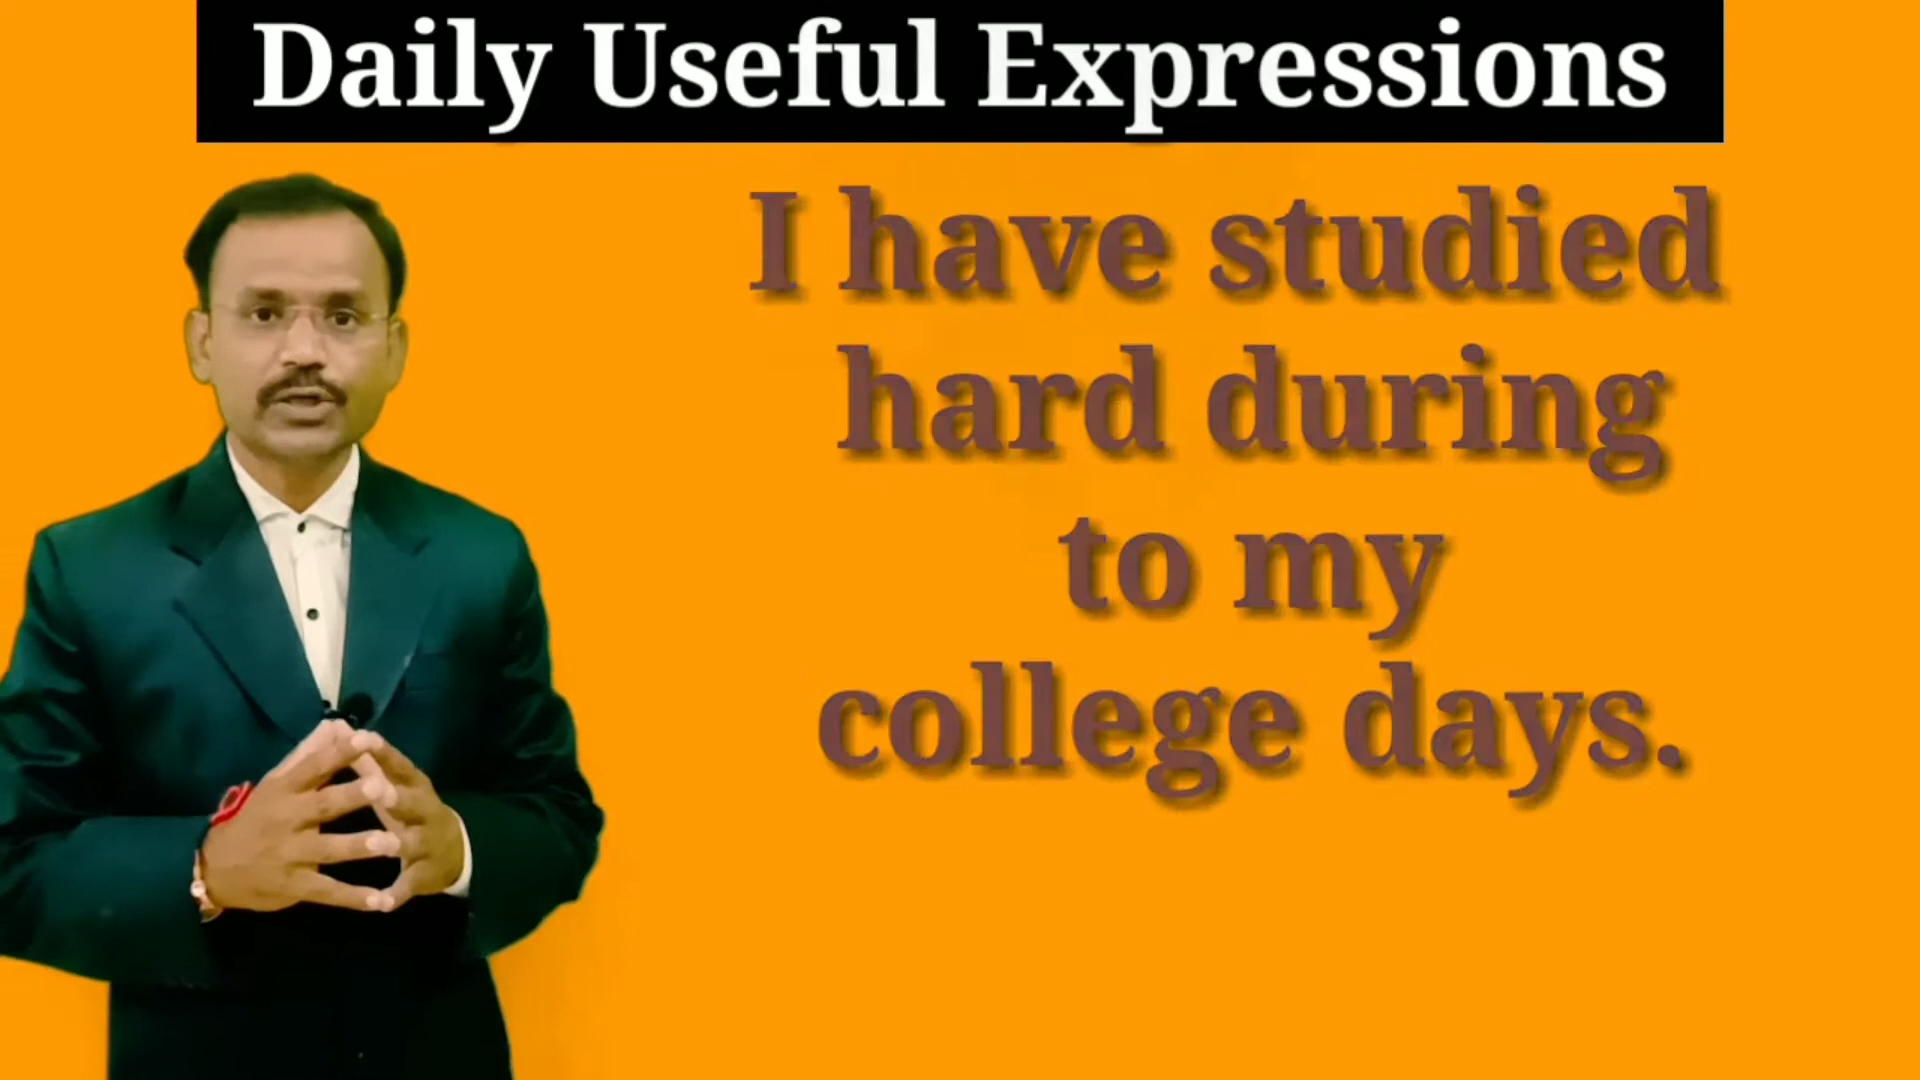 Daily Useful Expressions
I have studied
hard during
to my
college days.